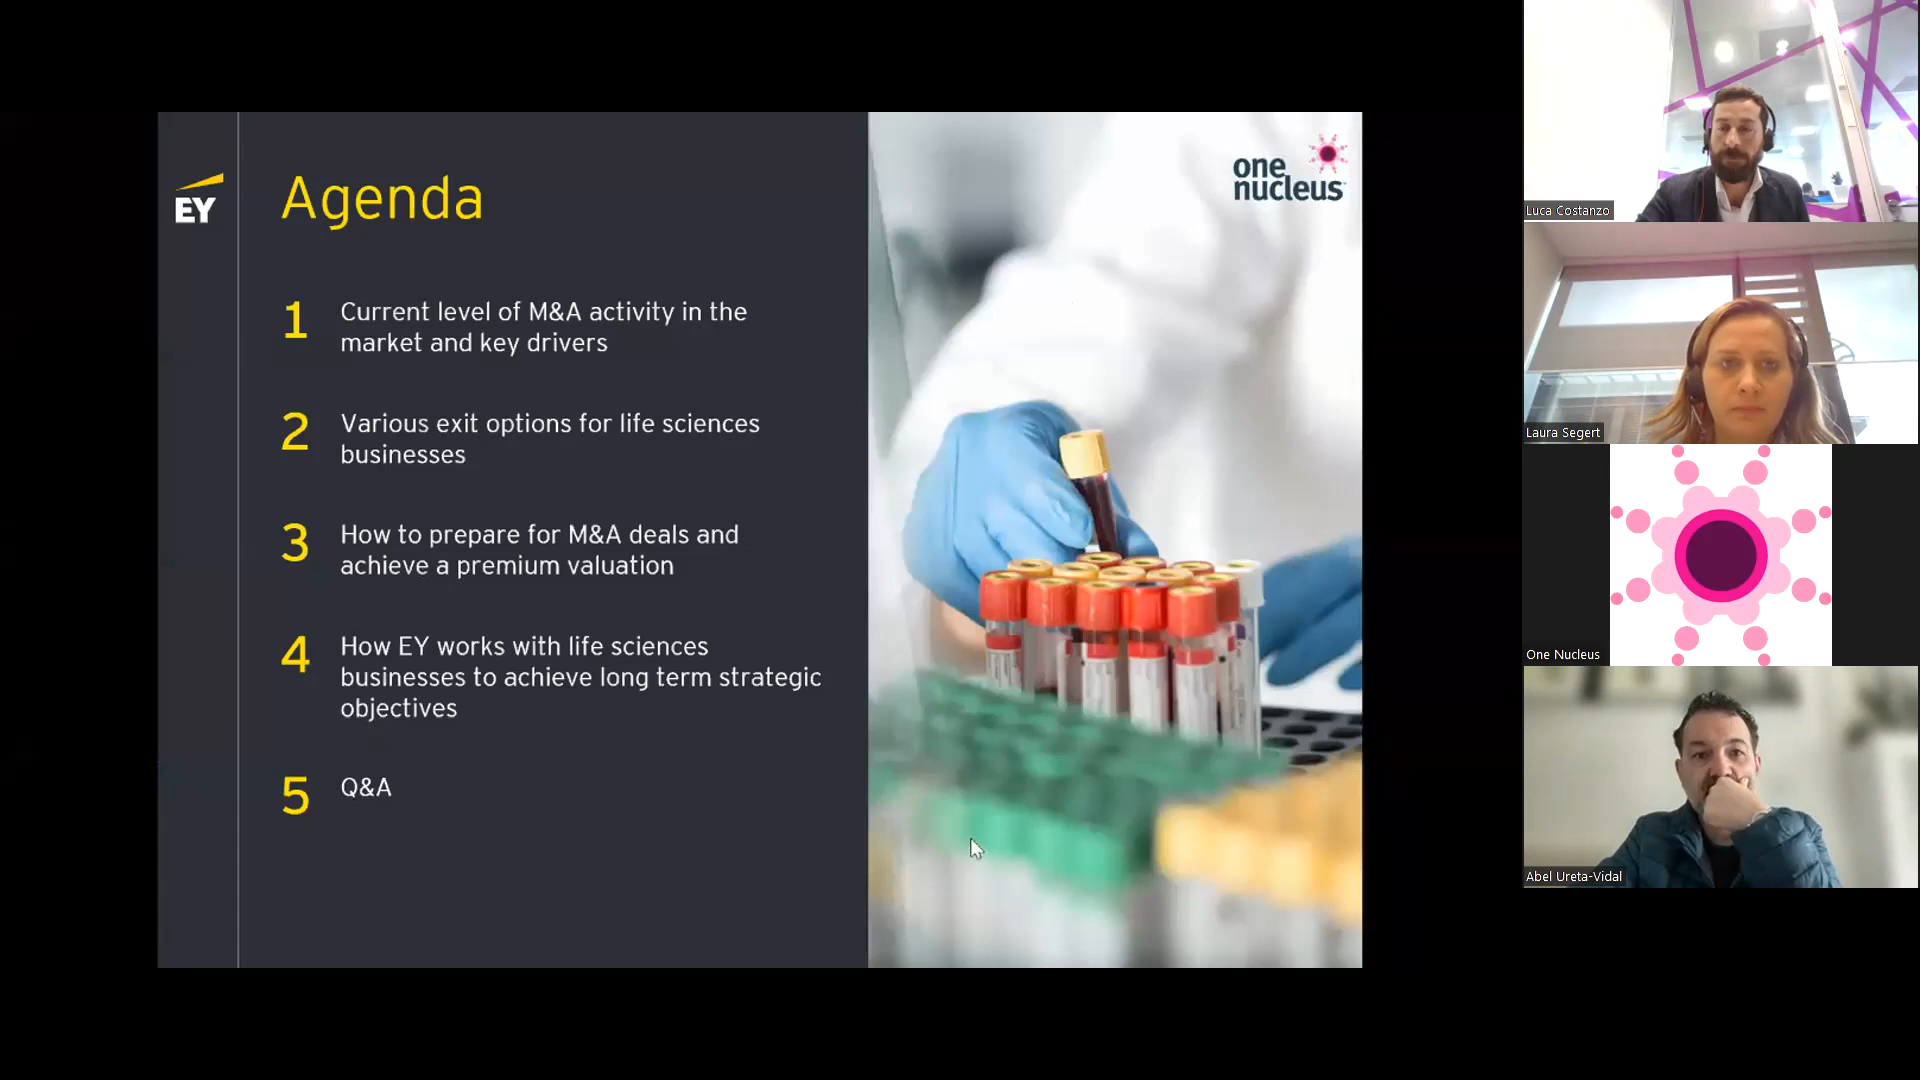 EY
Agenda
1
Current level of M&A activity in the
market and key drivers
2
Various exit options for life sciences
businesses
3
How to prepare for M&A deals and
achieve a premium valuation
4
How EY works with life sciences
businesses to achieve long term strategic
objectives
5
Q&A
one
nucleus
Luca Costanzo
Laura Segert
One Nucleus
Abel Ureta-Vidal